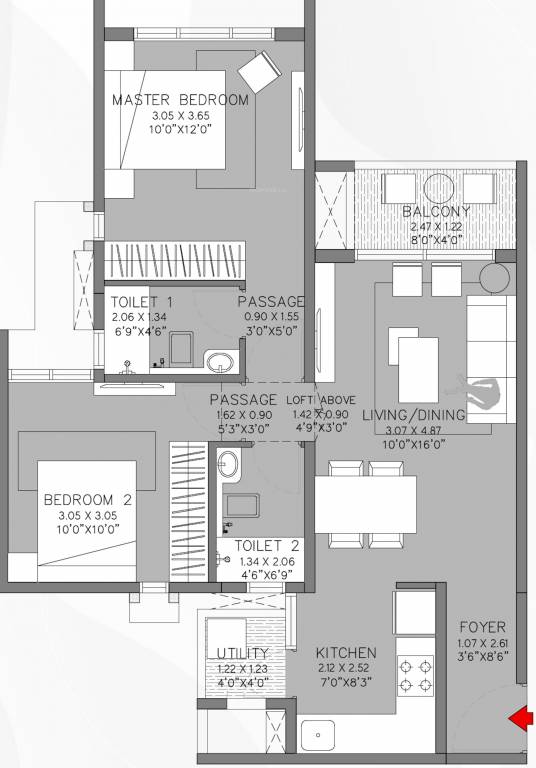 MASTER BEDROOM
3.05 X 3.65
10'0"X12'0"
BALCONY
2.47 X 1.22
8'0"X4'0"
TOILET 1
2.06 X 1.34
6'9"X4'6"
PASSAGE
0.90 X 1.55
3'0"X5'0"
PASSAGE
1.62 X 0.90
5'3"X3'0"
LOFT ABOVE
1.42 X 0.90
4'9"X3'0"
LIVING/DINING
3.07 X 4.87
10'0"X16'0"
BEDROOM 2
3.05 X 3.05
10'0"X10'0"
TOILET 2
1.34 X 2.06
4'6"X6'9"
UTILITY
1.22 X 1.23
4'0"X4'0"
KITCHEN
2.12 X 2.52
7'0"X8'3"
FOYER
1.07 X 2.61
3'6"X8'6"